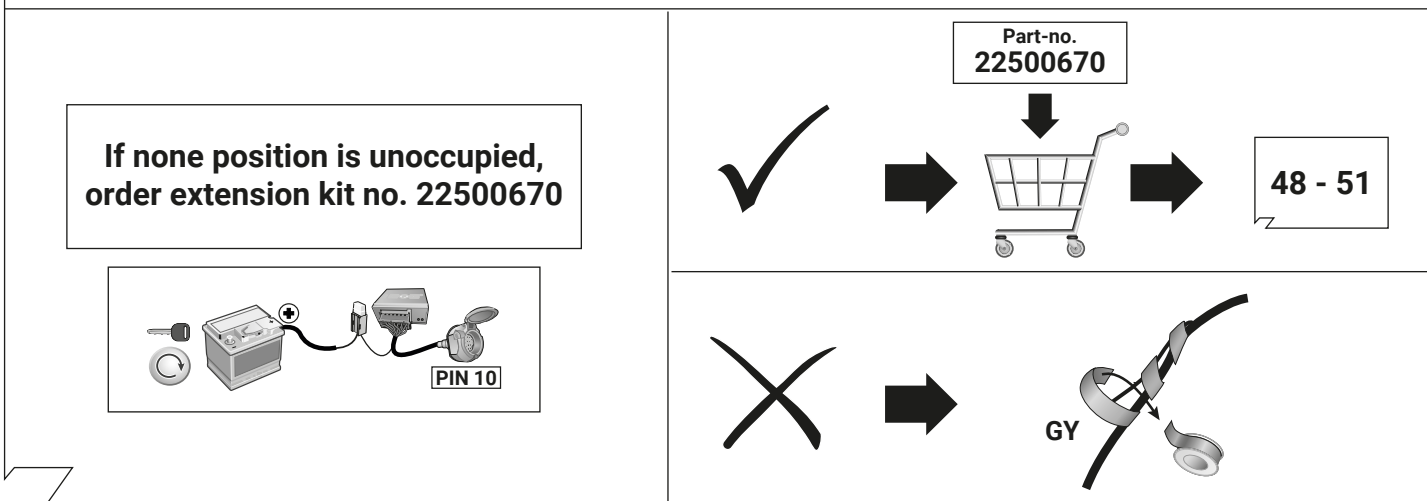 If none position is unoccupied,
order extension kit no. 22500670
PIN 10
Part-no.
22500670
48 - 51
GY